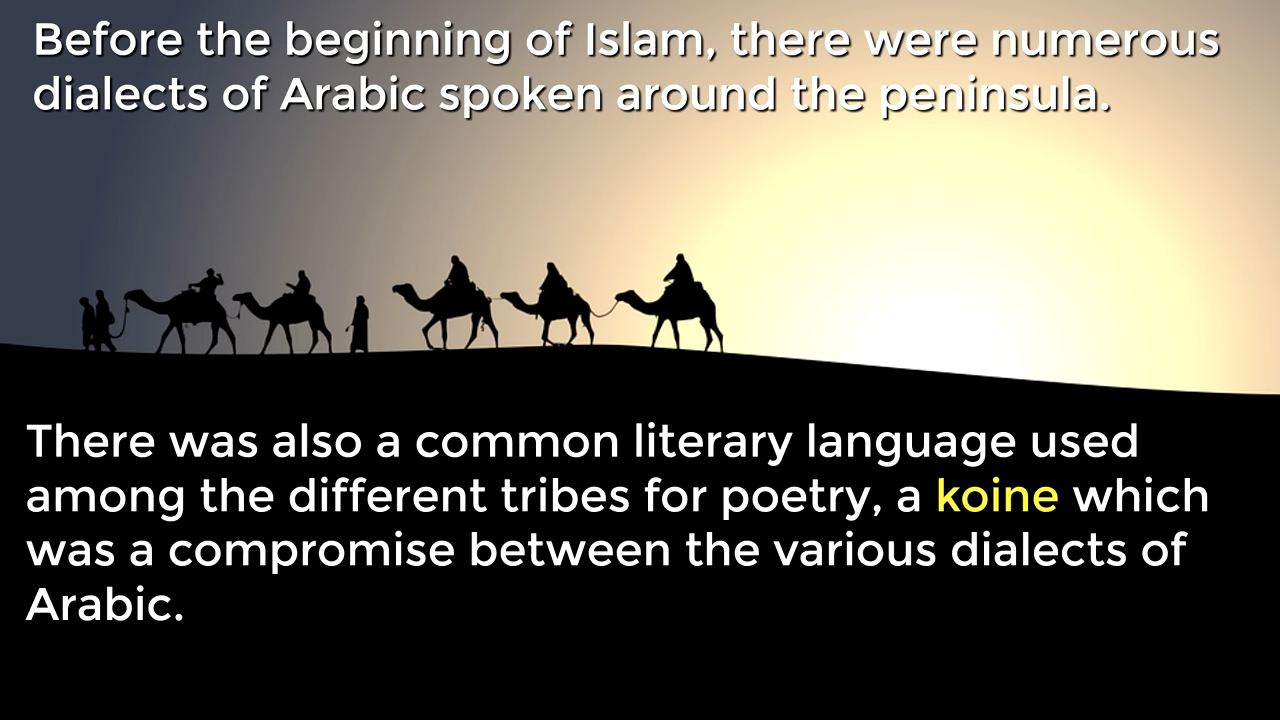 Before the beginning of Islam, there were numerous
dialects of Arabic spoken around the peninsula.
There was also a common literary language used
among the different tribes for poetry, a koine which
was a compromise between the various dialects of
Arabic.